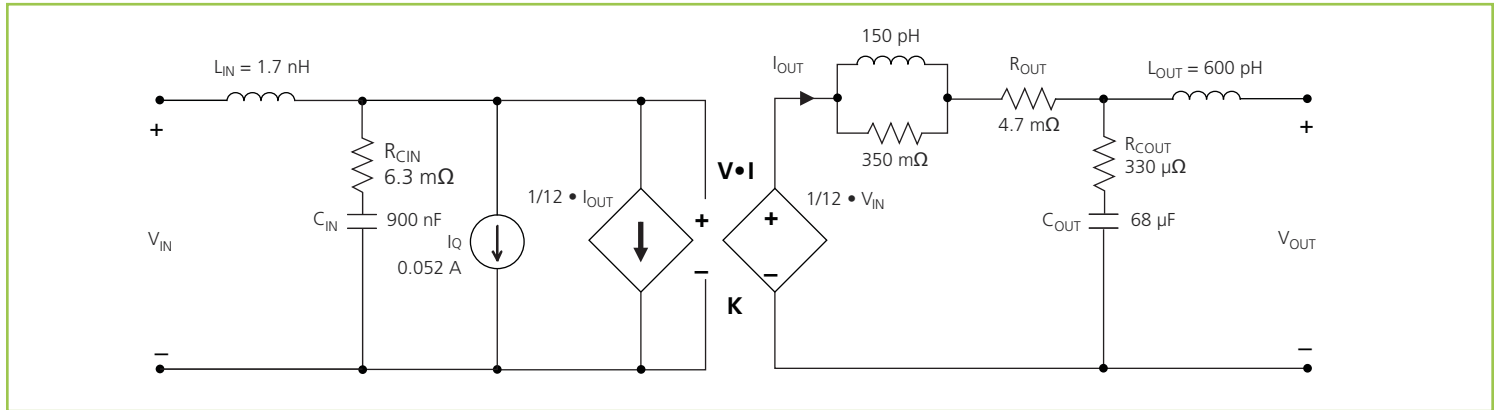 L_IN = 1.7 nH
+
−
V_IN
R_CIN
6.3 mΩ
C_IN 900 nF
I_Q
0.052 A
1/12 • I_OUT
V•I
+
−
K
1/12 • V_IN
+
−
I_OUT
150 pH
350 mΩ
R_OUT
4.7 mΩ
L_OUT = 600 pH
R_COUT
330 µΩ
C_OUT 68 µF
+
−
V_OUT